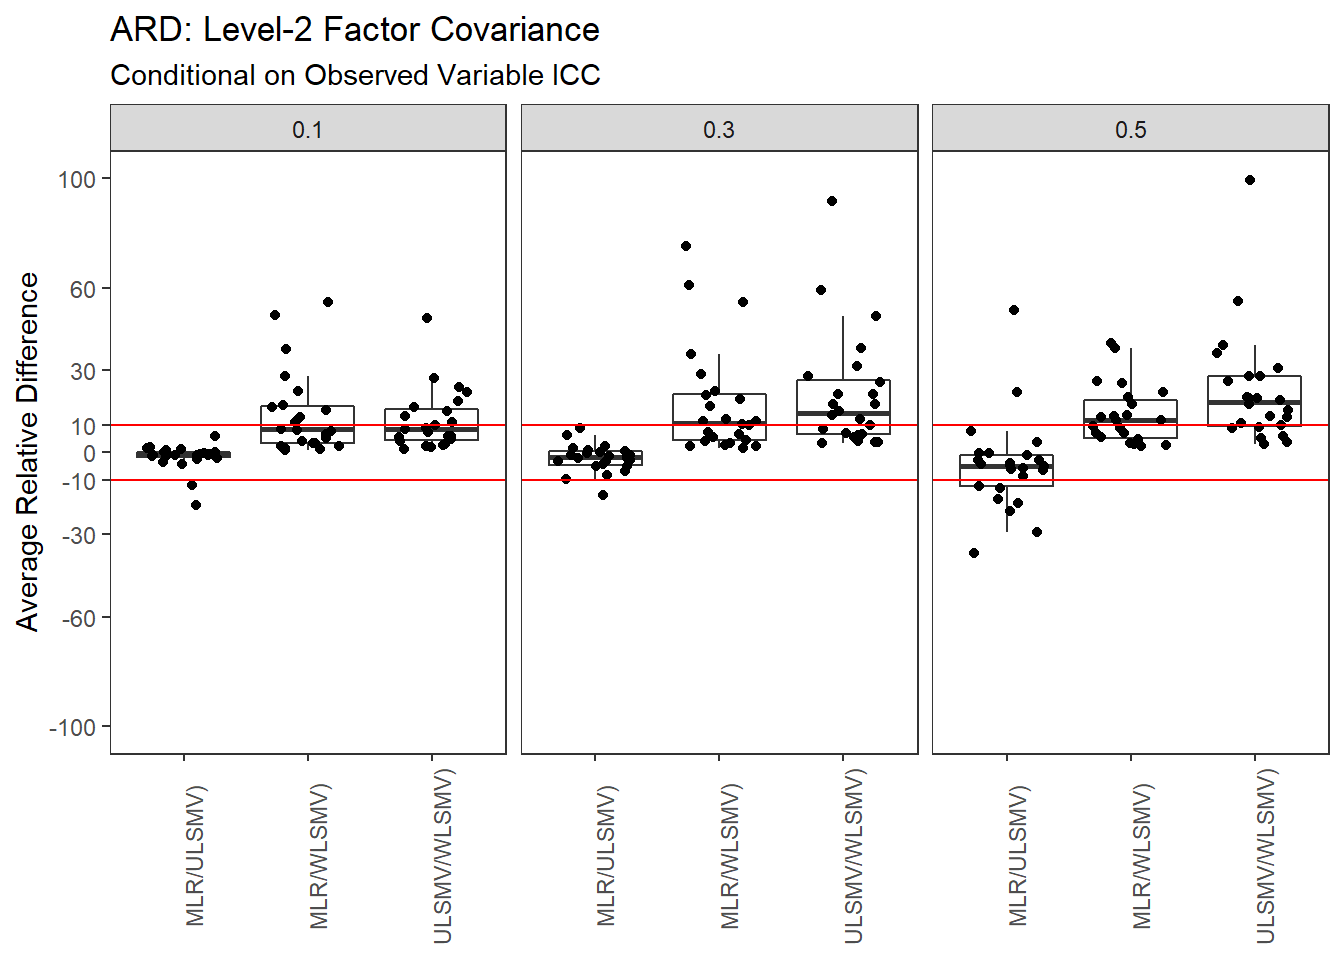 ARD: Level-2 Factor Covariance
Conditional on Observed Variable ICC
0.1
0.3
0.5
Average Relative Difference
100
60
30
10
0
-10
-30
-60
-100
MLR/ULSMV)
MLR/WLSMV)
ULSMV/WLSMV)
MLR/ULSMV)
MLR/WLSMV)
ULSMV/WLSMV)
MLR/ULSMV)
MLR/WLSMV)
ULSMV/WLSMV)